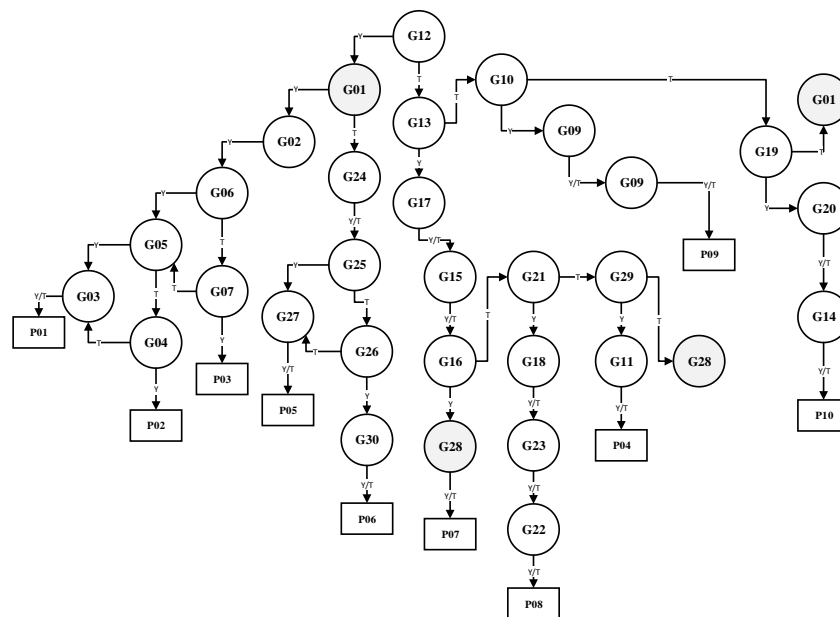 G12
Y
T
G01
Y
T
G13
T
Y
G10
T
Y
G01
G02
Y
G09
Y/T
G19
T
Y
G24
Y/T
G06
Y
T
G09
Y/T
G17
Y/T
G20
Y/T
G05
Y
T
G25
Y
T
P09
G03
Y/T
G07
T
Y
G15
Y/T
G21
T
Y
G29
Y
T
G14
Y/T
P01
G27
Y/T
G04
T
Y
G26
T
Y
G16
T
Y
G18
Y/T
G11
Y/T
G28
P03
P05
P02
P10
G30
Y/T
G28
Y/T
G23
Y/T
P04
P06
P07
G22
Y/T
P08